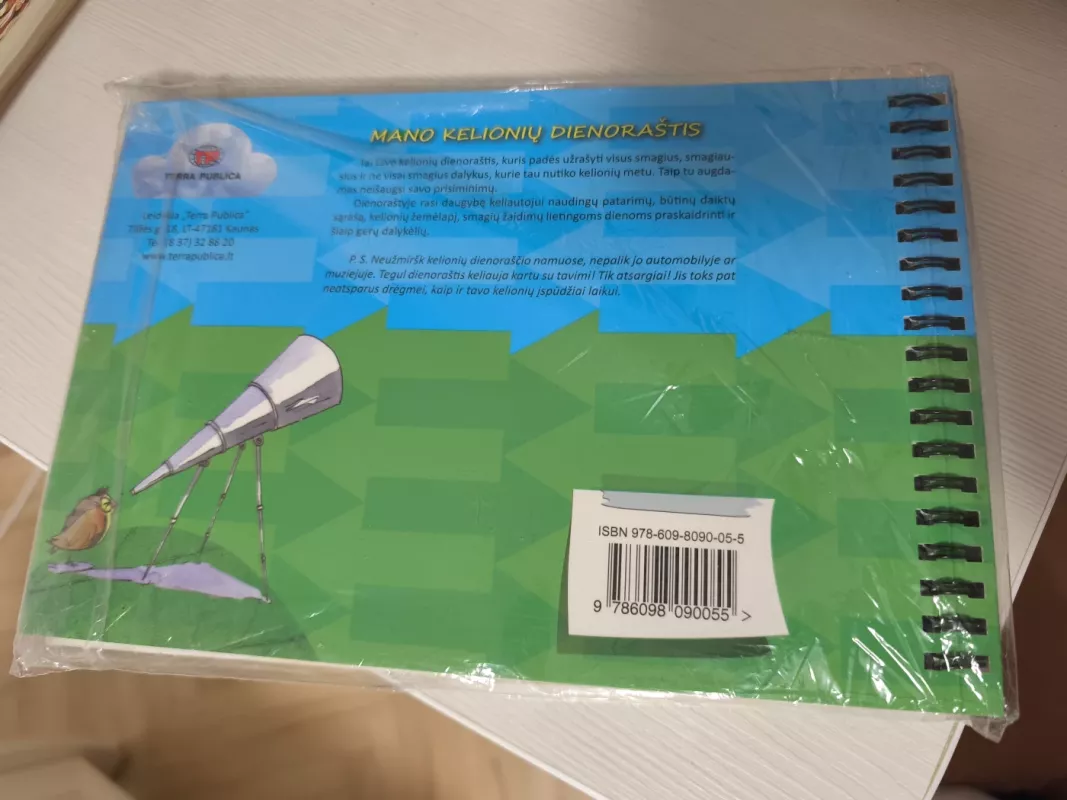 MANO KELIONIŲ DIENORAŠTIS
Tai tavo kelionių dienoraštis, kuris padės užrašyti visus smagius, smagiau-
sius ir ne visai smagius dalykus, kurie tau nutiko kelionių metu. Taip tu augda-
mas neišaugsi savo prisiminimų.
Dienoraštyje rasi daugybę keliautojui naudingų patarimų, būtinų daiktų
sąrašą, kelionių žemėlapį, smagių žaidimų lietingoms dienoms praskaidrinti ir
šiaip gerų dalykėlių.
P. S. Neužmiršk kelionių dienoraščio namuose, nepalik jo automobilyje ar
muziejuje. Tegul dienoraštis keliauja kartu su tavimi! Tik atsargiai! Jis toks pat
neatsparus drėgmei, kaip ir tavo kelionių įspūdžiai laikui.
TERRA PUBLICA
Leidykla „Terra Publica"
Tilžės g. 18, LT-47181 Kaunas
Tel. (8 37) 32 86 20
www.terrapublica.lt
ISBN 978-609-8090-05-5
9 786098 090055 >